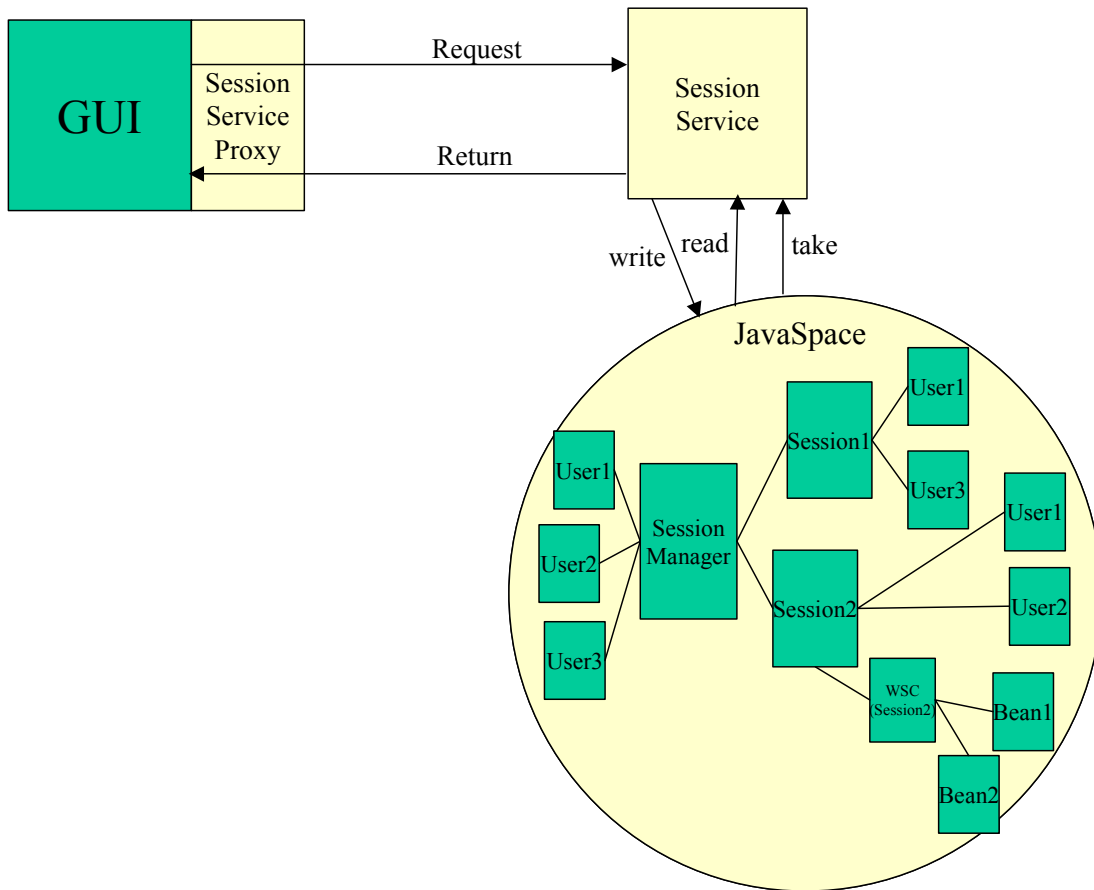 GUI
Session
Service
Proxy
Request
Return
Session
Service
write
read
take
JavaSpace
User1
User2
User3
Session
Manager
Session1
User1
User3
Session2
User1
User2
WSC
(Session2)
Bean1
Bean2